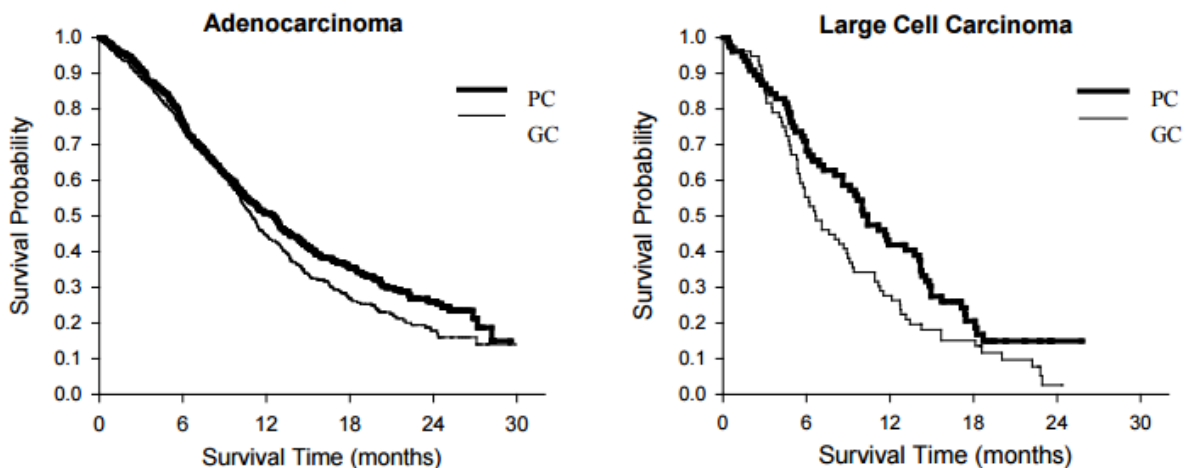 Adenocarcinoma
1.0
0.9
0.8
0.7
0.6
0.5
0.4
0.3
0.2
0.1
0.0
Survival Probability
PC
GC
0 6 12 18 24 30
Survival Time (months)
Large Cell Carcinoma
1.0
0.9
0.8
0.7
0.6
0.5
0.4
0.3
0.2
0.1
0.0
Survival Probability
PC
GC
0 6 12 18 24 30
Survival Time (months)